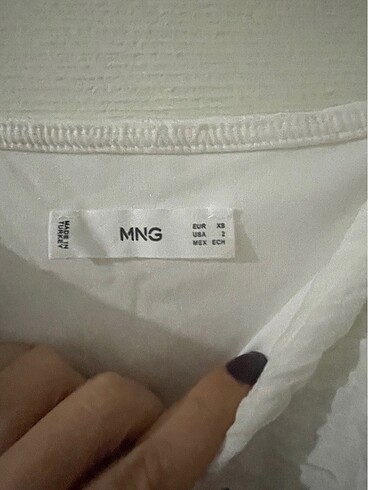 MADE IN
TURKEY
MNG
EUR XS
USA 2
MEX ECH